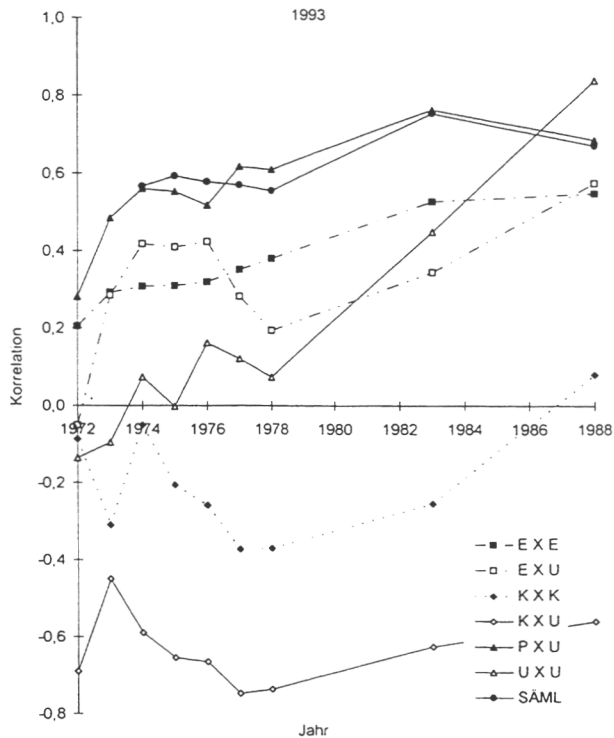 1993
1,0
0,8
0,6
0,4
0,2
0,0
-0,2
-0,4
-0,6
-0,8
Korrelation
1972 1974 1976 1978 1980 1982 1984 1986 1988
E X E
E X U
K X K
K X U
P X U
U X U
SÄML
Jahr